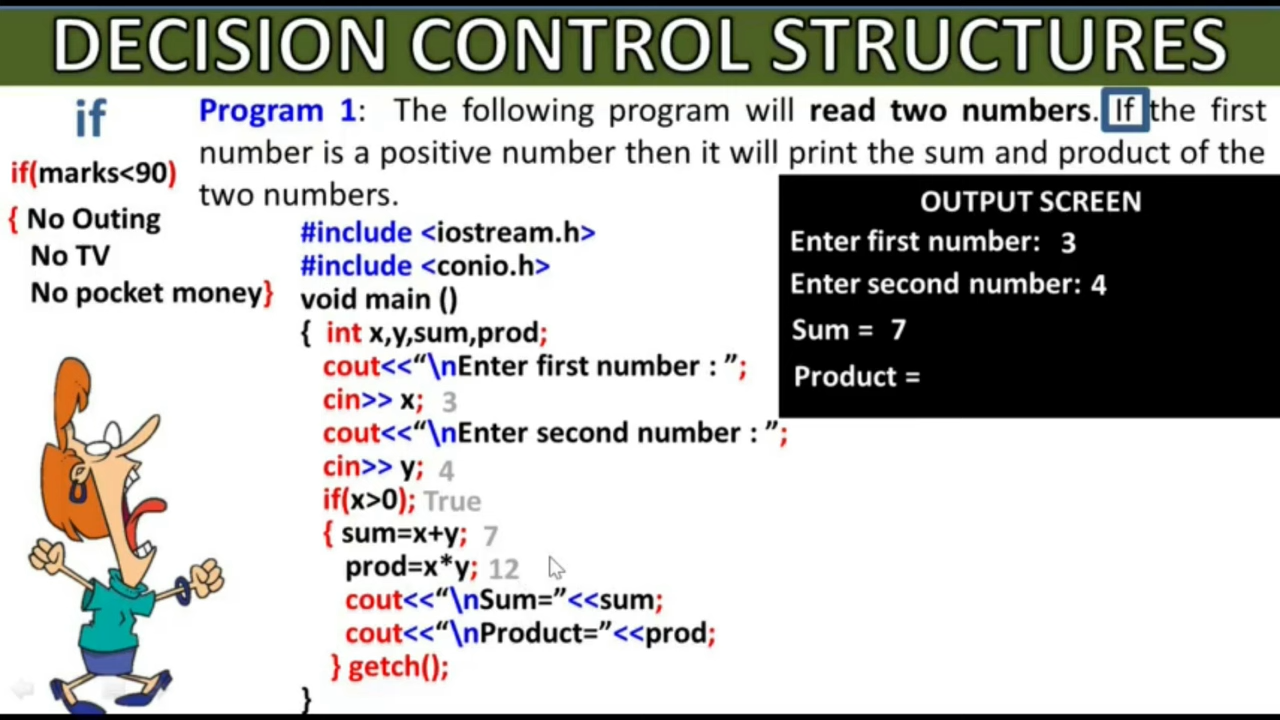 DECISION CONTROL STRUCTURES
if
if(marks<90)
{ No Outing
No TV
No pocket money}
Program 1: The following program will read two numbers. If the first
number is a positive number then it will print the sum and product of the
two numbers.
#include <iostream.h>
#include <conio.h>
void main ()
{ int x,y,sum,prod;
cout<<“\nEnter first number : ”;
cin>> x; 3
cout<<“\nEnter second number : ”;
cin>> y; 4
if(x>0); True
{ sum=x+y; 7
prod=x*y; 12
cout<<“\nSum=”<<sum;
cout<<“\nProduct=”<<prod;
} getch();
}
OUTPUT SCREEN
Enter first number: 3
Enter second number: 4
Sum = 7
Product =